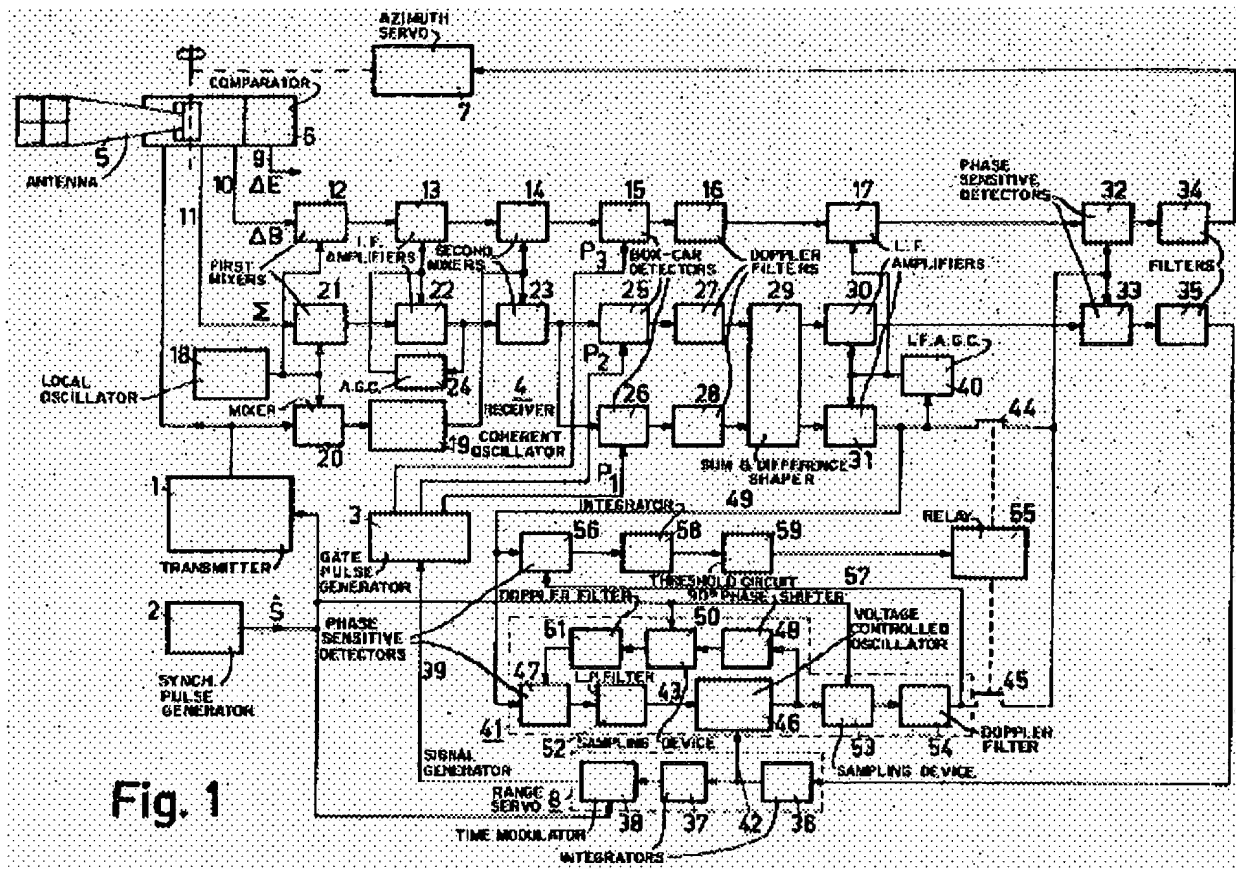 AZIMUTH
SERVO
7
COMPARATOR
6
5
ANTENNA
9
ΔE
10
11
ΔB
12
13
14
15
16
17
PHASE
SENSITIVE
DETECTORS
32
34
FIRST
MIXERS
I.F.
AMPLIFIERS
SECOND
MIXERS
P3
BOX-CAR
DETECTORS
DOPPLER
FILTERS
L.F.
AMPLIFIERS
FILTERS
21
22
23
25
27
29
30
33
35
Σ
18
LOCAL
OSCILLATOR
MIXER
A.G.C.
24
4
RECEIVER
P2
26
28
L.F.A.G.C.
40
44
20
19
COHERENT
OSCILLATOR
P1
SUM & DIFFERENCE
SHAPER
31
1
TRANSMITTER
3
GATE
PULSE
GENERATOR
INTEGRATOR
49
56
58
59
RELAY
55
THRESHOLD CIRCUIT
57
DOPPLER FILTER
90° PHASE SHIFTER
2
S
SYNCH.
PULSE
GENERATOR
PHASE
SENSITIVE
DETECTORS
39
51
50
48
VOLTAGE
CONTROLLED
OSCILLATOR
47
L.P. FILTER
43
46
45
41
52
SAMPLING DEVICE
53
54
DOPPLER
FILTER
SAMPLING DEVICE
SIGNAL
GENERATOR
RANGE
SERVO
8
38
37
42
36
TIME MODULATOR
INTEGRATORS
Fig. 1